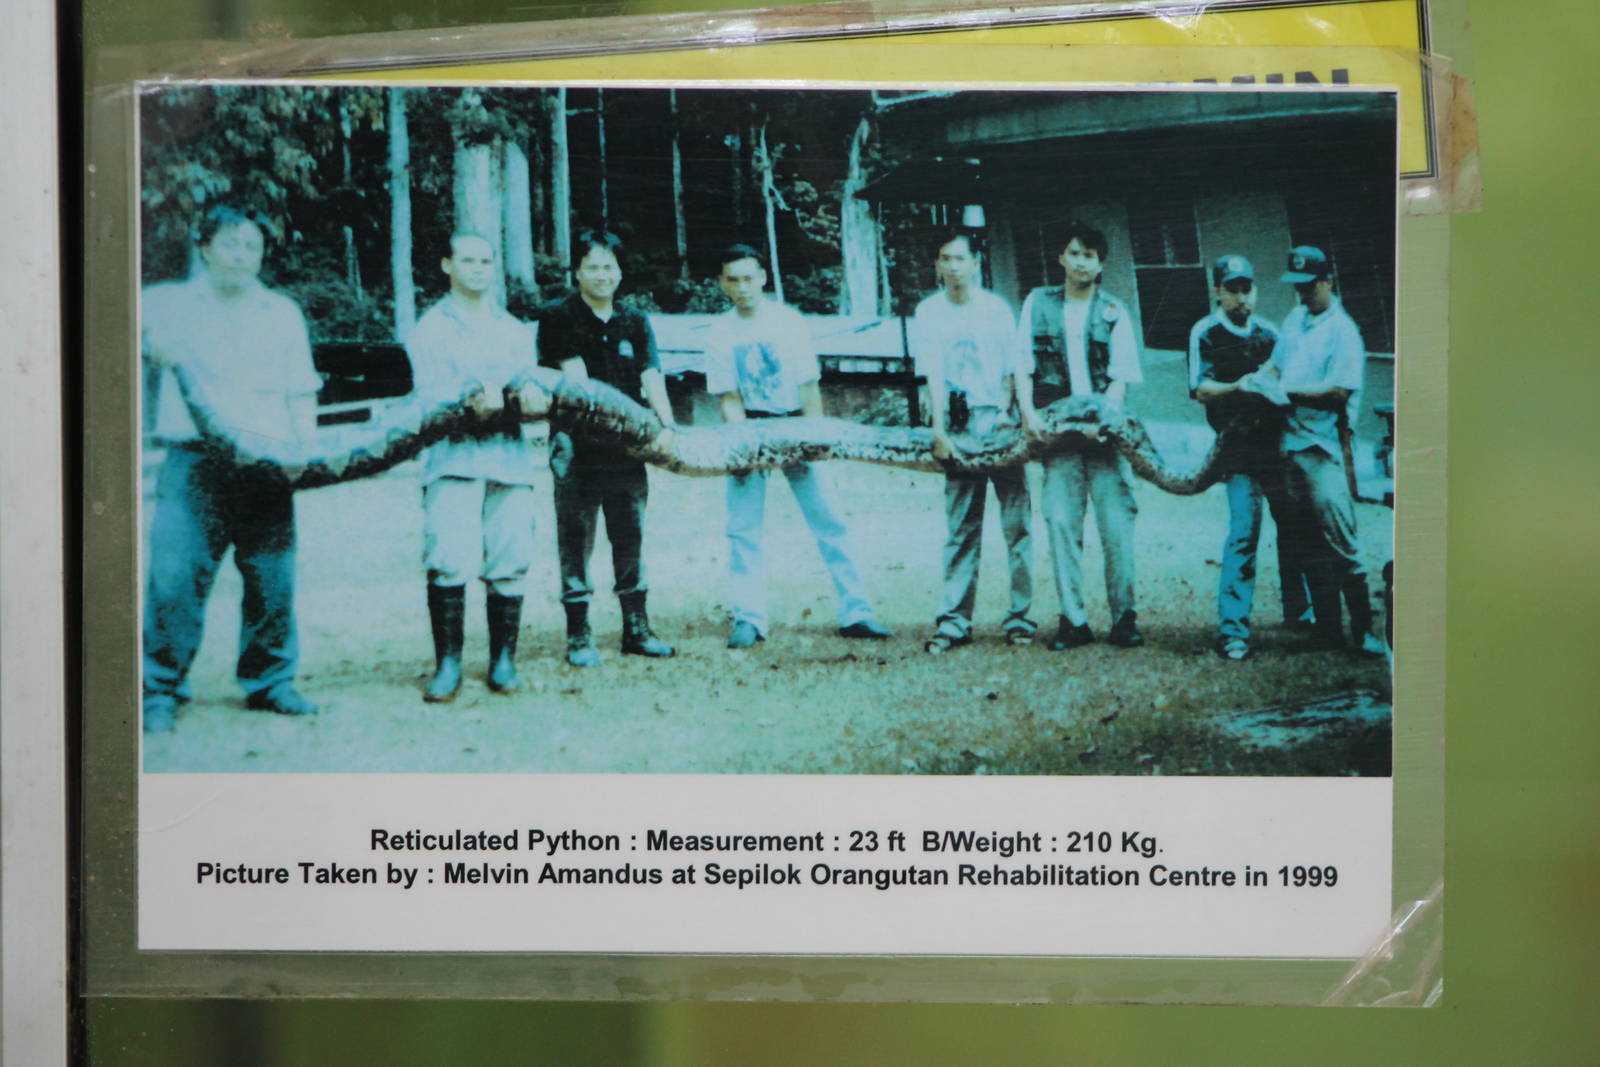 Reticulated Python : Measurement : 23 ft B/Weight : 210 Kg.
Picture Taken by : Melvin Amandus at Sepilok Orangutan Rehabilitation Centre in 1999